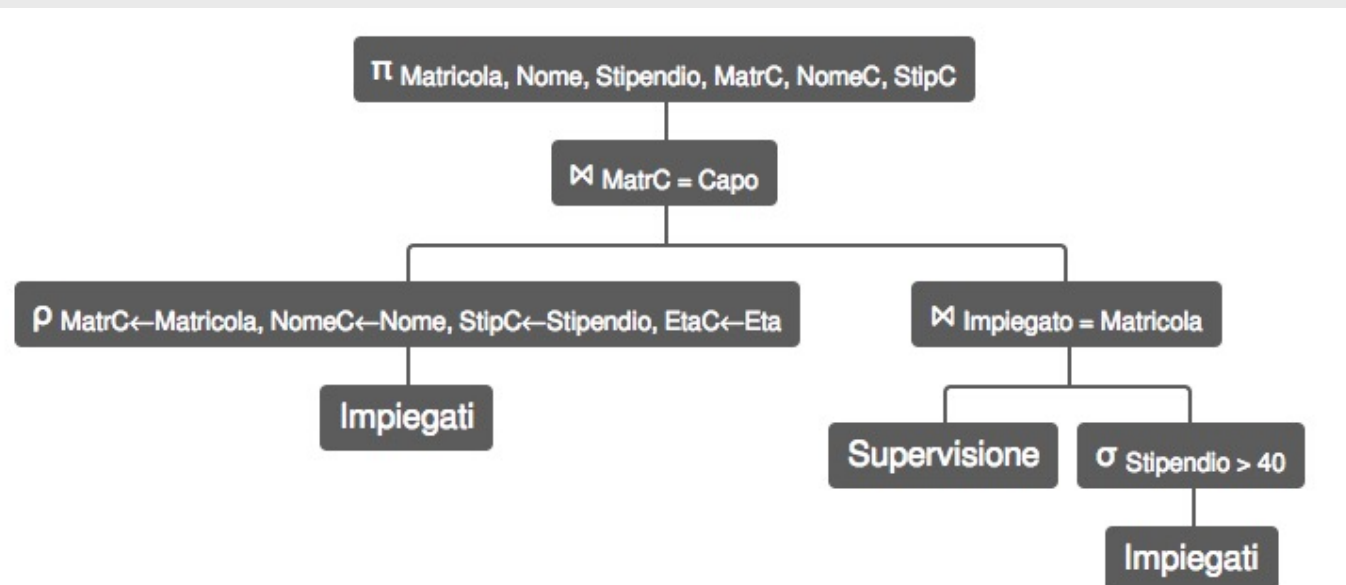 π Matricola, Nome, Stipendio, MatrC, NomeC, StipC
⋈ MatrC = Capo
ρ MatrC←Matricola, NomeC←Nome, StipC←Stipendio, EtaC←Eta
⋈ Impiegato = Matricola
Impiegati
Supervisione
σ Stipendio > 40
Impiegati